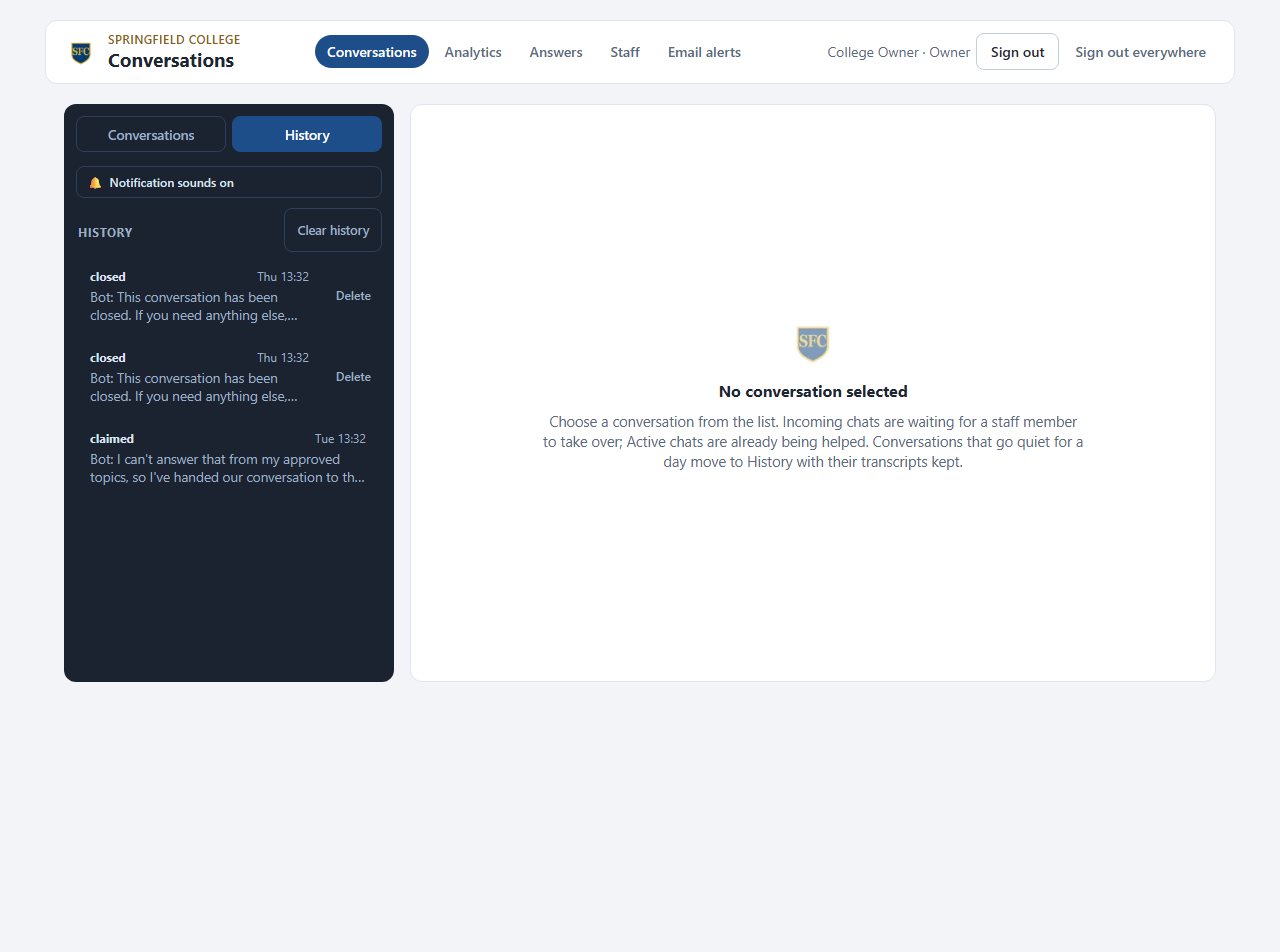 SFC
SPRINGFIELD COLLEGE
Conversations
Conversations
Analytics
Answers
Staff
Email alerts
College Owner · Owner
Sign out
Sign out everywhere
Conversations
History
Notification sounds on
HISTORY
Clear history
closed
Thu 13:32
Bot: This conversation has been
closed. If you need anything else,...
Delete
closed
Thu 13:32
Bot: This conversation has been
closed. If you need anything else,...
Delete
claimed
Tue 13:32
Bot: I can't answer that from my approved
topics, so I've handed our conversation to th...
SFC
No conversation selected
Choose a conversation from the list. Incoming chats are waiting for a staff member
to take over; Active chats are already being helped. Conversations that go quiet for a
day move to History with their transcripts kept.